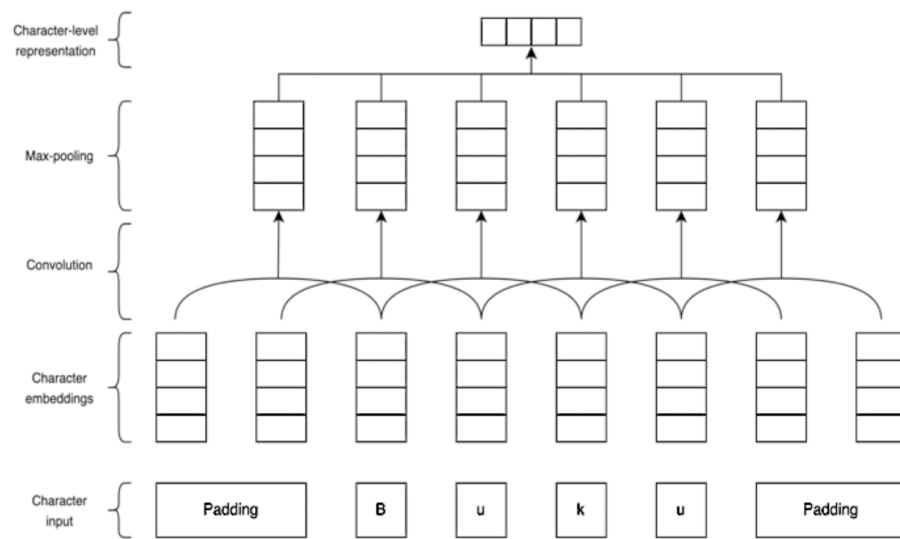 Character-level
representation
Max-pooling
Convolution
Character
embeddings
Character
input
Padding B u k u Padding